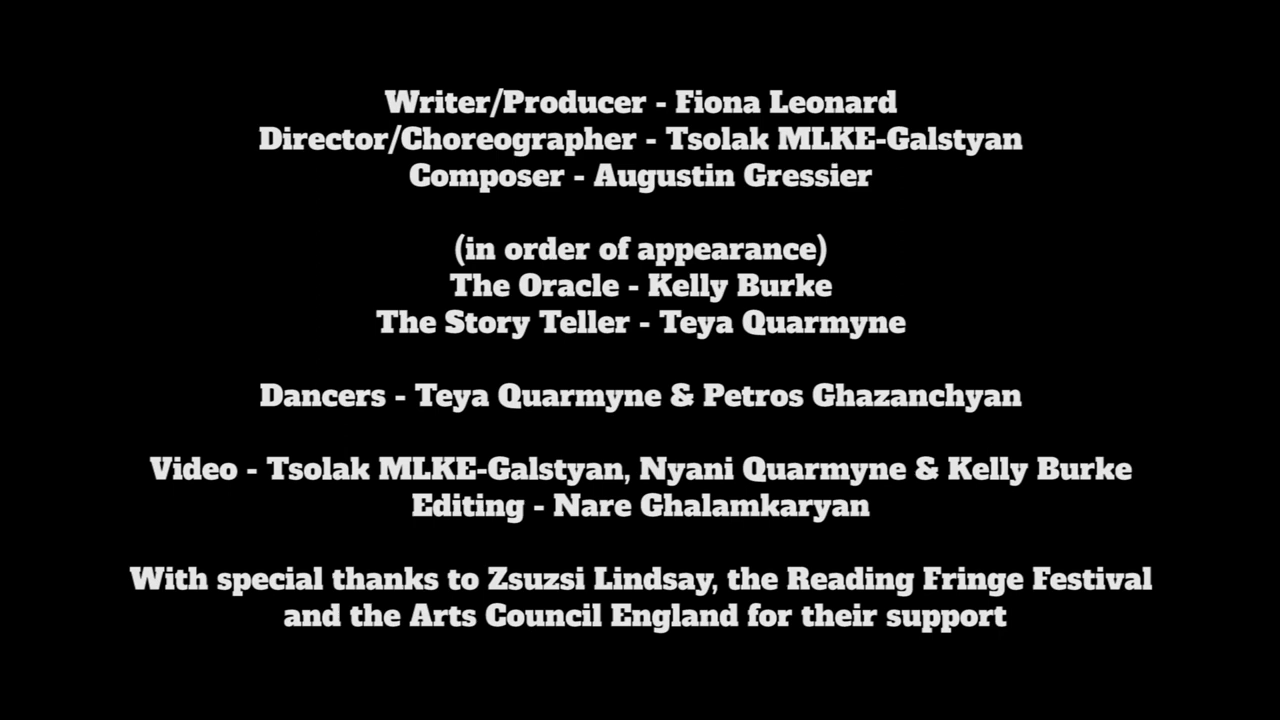 Writer/Producer - Fiona Leonard
Director/Choreographer - Tsolak MLKE-Galstyan
Composer - Augustin Gressier
(in order of appearance)
The Oracle - Kelly Burke
The Story Teller - Teya Quarmyne
Dancers - Teya Quarmyne & Petros Ghazanchyan
Video - Tsolak MLKE-Galstyan, Nyani Quarmyne & Kelly Burke
Editing - Nare Ghalamkaryan
With special thanks to Zsuzsi Lindsay, the Reading Fringe Festival
and the Arts Council England for their support